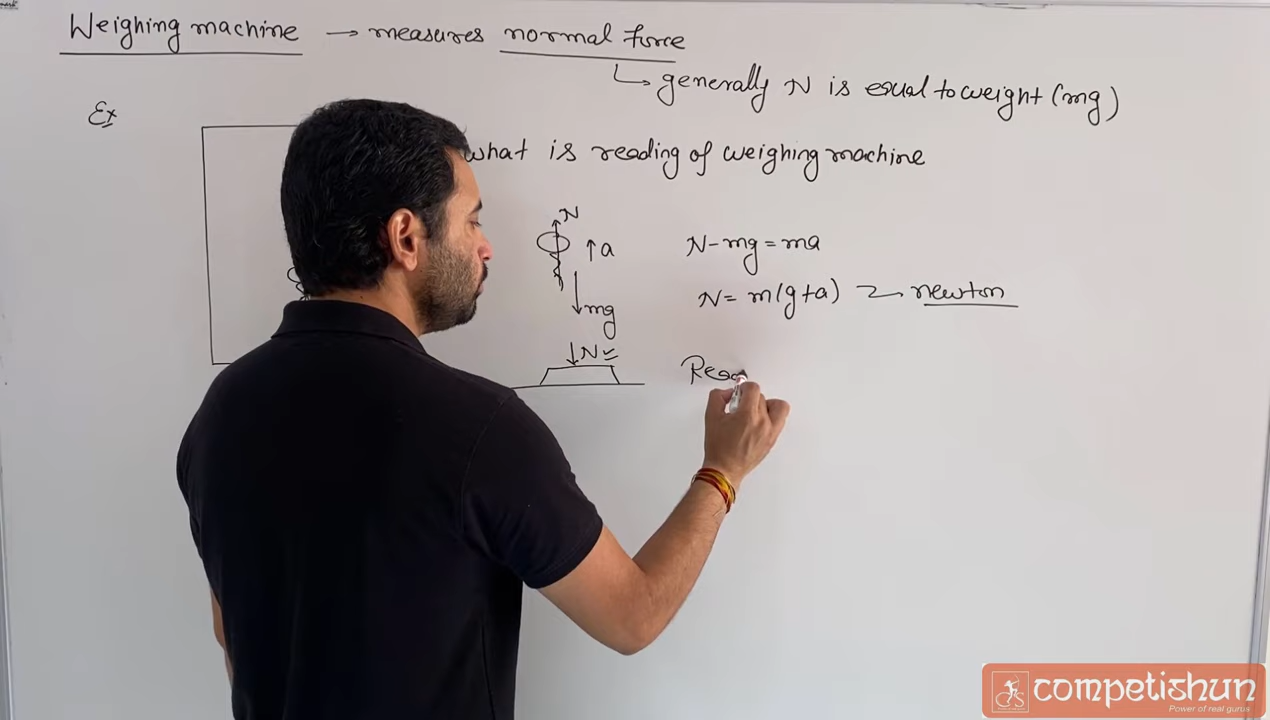 Weighing machine → measures normal force
↳ generally N is equal to weight (mg)
Ex
what is reading of weighing machine
N
↑a
N-mg=ma
N= m(g+a) newton
mg
↓N
Rea
competishun
Power of real gurus